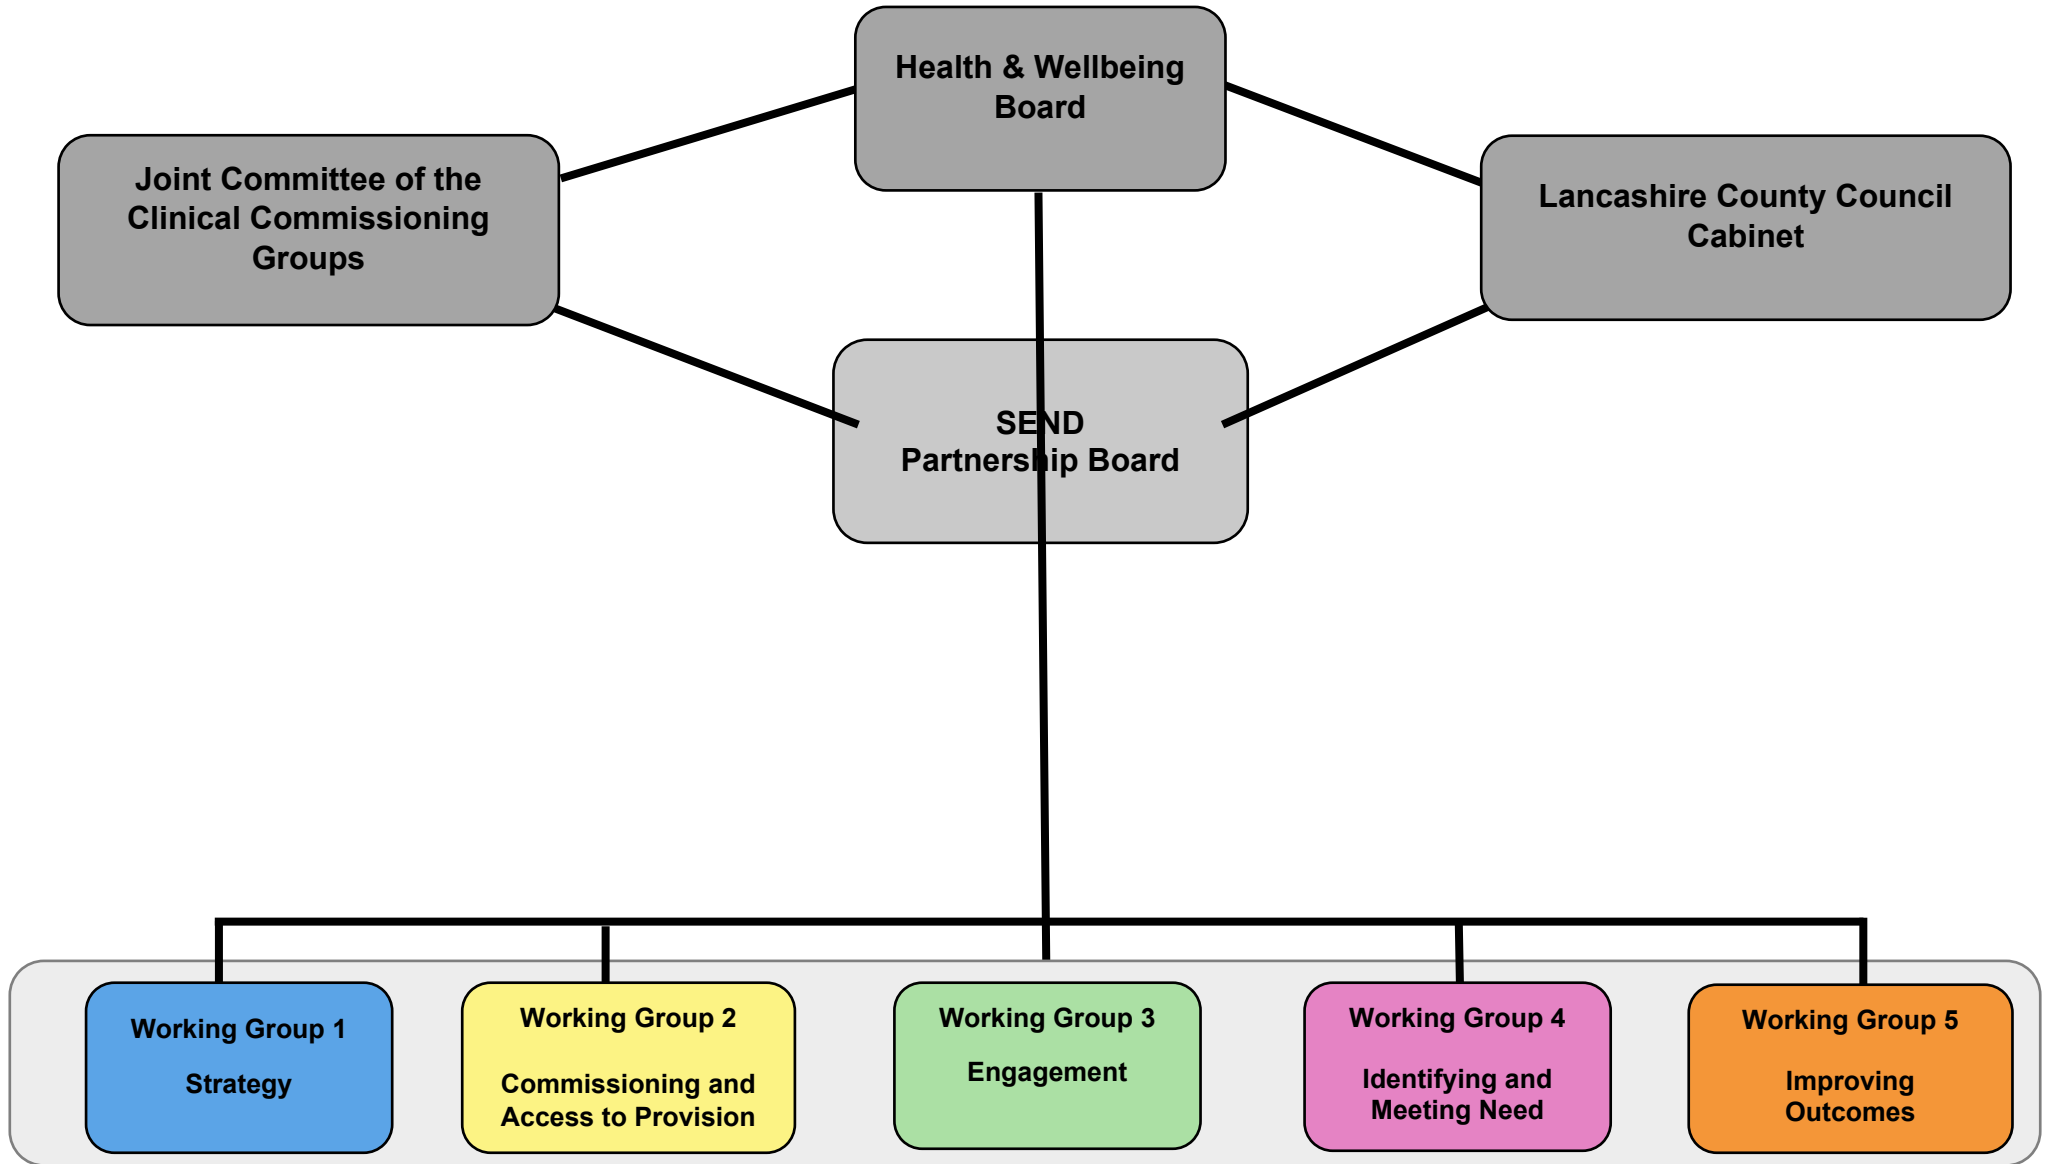 Health & Wellbeing
Board
Joint Committee of the
Clinical Commissioning
Groups
Lancashire County Council
Cabinet
SEND
Partnership Board
Working Group 1
Strategy
Working Group 2
Commissioning and
Access to Provision
Working Group 3
Engagement
Working Group 4
Identifying and
Meeting Need
Working Group 5
Improving
Outcomes